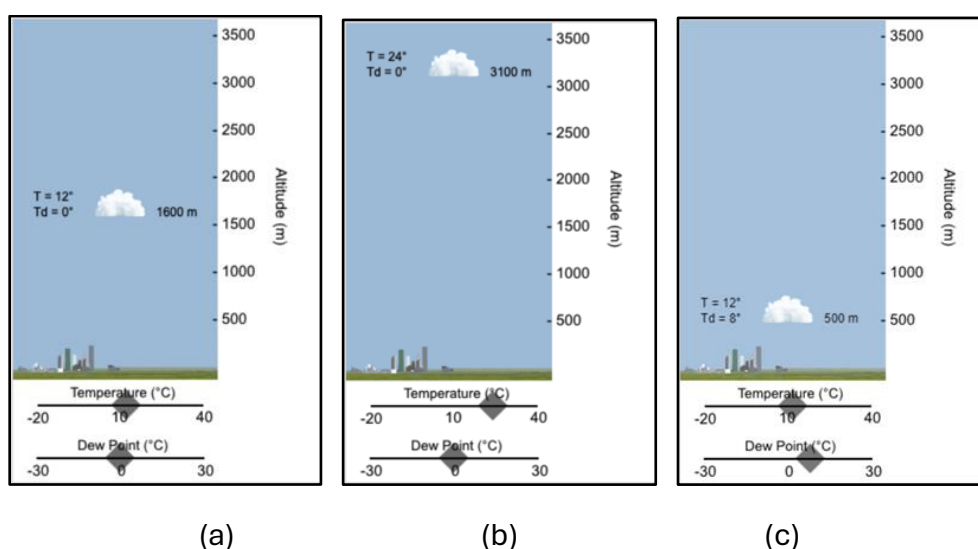 3500
3000
2500
2000
1500
1000
500
Altitude (m)
T = 12°
Td = 0°
1600 m
Temperature (°C)
-20
10
40
Dew Point (°C)
-30
0
30
(a)
3500
3000
2500
2000
1500
1000
500
Altitude (m)
T = 24°
Td = 0°
3100 m
Temperature (°C)
-20
10
40
Dew Point (°C)
-30
0
30
(b)
3500
3000
2500
2000
1500
1000
500
Altitude (m)
T = 12°
Td = 8°
500 m
Temperature (°C)
-20
10
40
Dew Point (°C)
-30
0
30
(c)